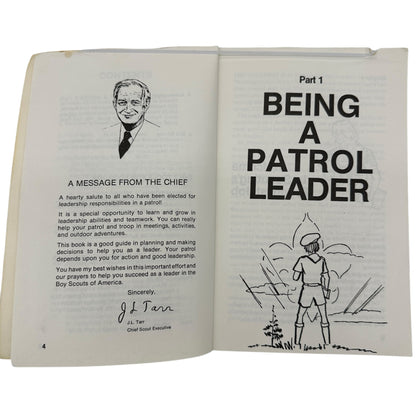 A MESSAGE FROM THE CHIEF
A hearty salute to all who have been elected for
leadership responsibilities in a patrol!
It is a special opportunity to learn and grow in
leadership abilities and teamwork. You can really
help your patrol and troop in meetings, activities,
and outdoor adventures.
This book is a good guide in planning and making
decisions to help you as a leader. Your patrol
depends upon you for action and good leadership.
You have my best wishes in this important effort and
our prayers to help you succeed as a leader in the
Boy Scouts of America.
Sincerely,
J L Tarr
J.L. Tarr
Chief Scout Executive
4
Part 1
BEING
A
PATROL
LEADER